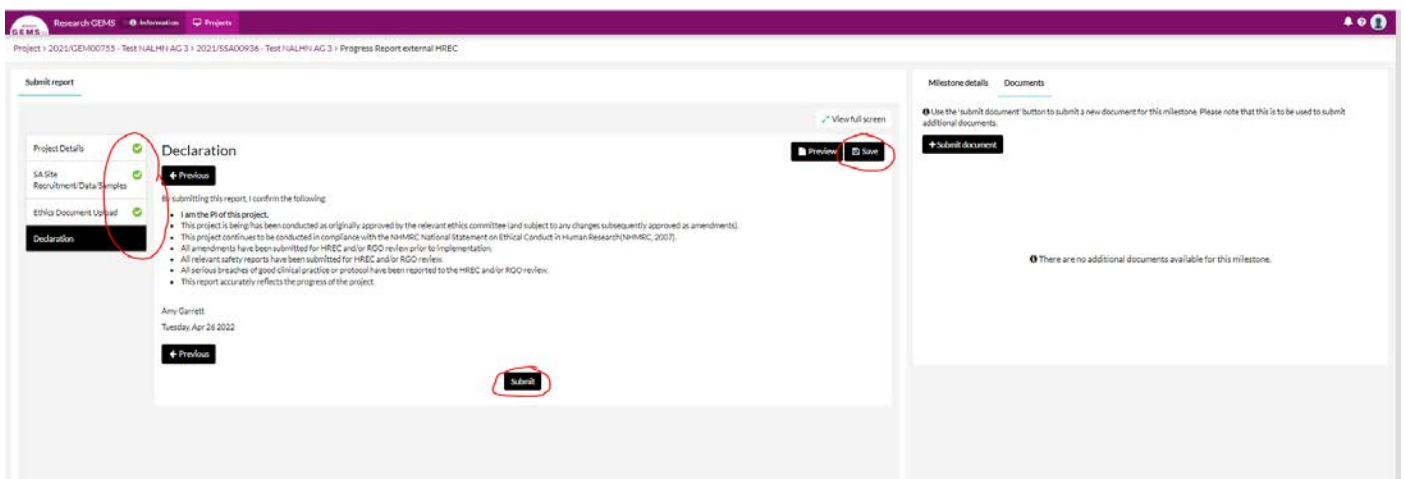 GEMS
Research GEMS Information Projects
Project > 2021/GEM00755 - Test NALHN AG 3 > 2021/SSA00936 - Test NALHN AG 3 > Progress Report external HREC
Submit report
View full screen
Project Details
SA Site
Recruitment/Data/Samples
Ethics Document Upload
Declaration
Declaration
Preview
Save
Previous
By submitting this report, I confirm the following:
• I am the PI of this project.
• This project is being/has been conducted as originally approved by the relevant ethics committee (and subject to any changes subsequently approved as amendments).
• This project continues to be conducted in compliance with the NHMRC National Statement on Ethical Conduct in Human Research(NHMRC, 2007).
• All amendments have been submitted for HREC and/or RGO review prior to implementation.
• All relevant safety reports have been submitted for HREC and/or RGO review.
• All serious breaches of good clinical practice or protocol have been reported to the HREC and/or RGO review.
• This report accurately reflects the progress of the project.
Amy Garrett
Tuesday, Apr 26 2022
Previous
Submit
Milestone details Documents
Use the 'submit document' button to submit a new document for this milestone. Please note that this is to be used to submit
additional documents.
+ Submit document
There are no additional documents available for this milestone.